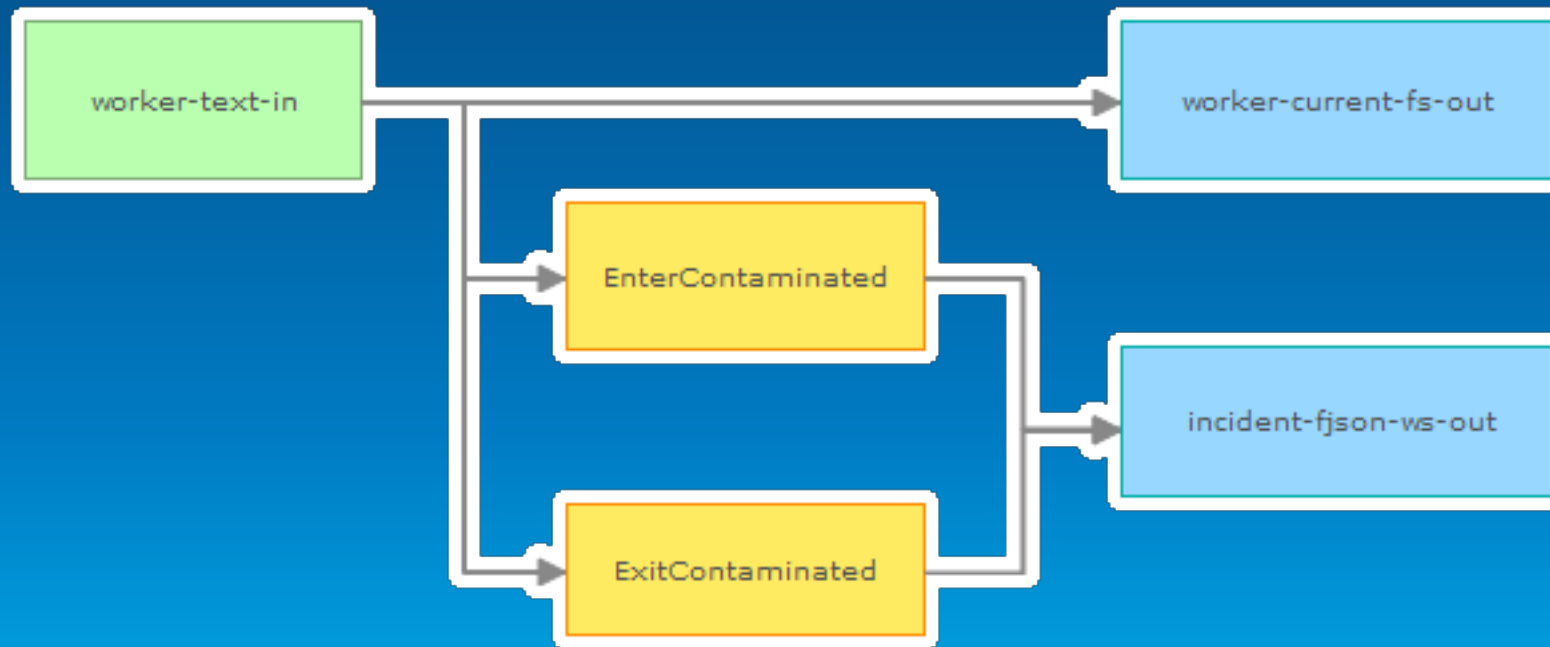 worker-text-in
worker-current-fs-out
EnterContaminated
incident-fjson-ws-out
ExitContaminated